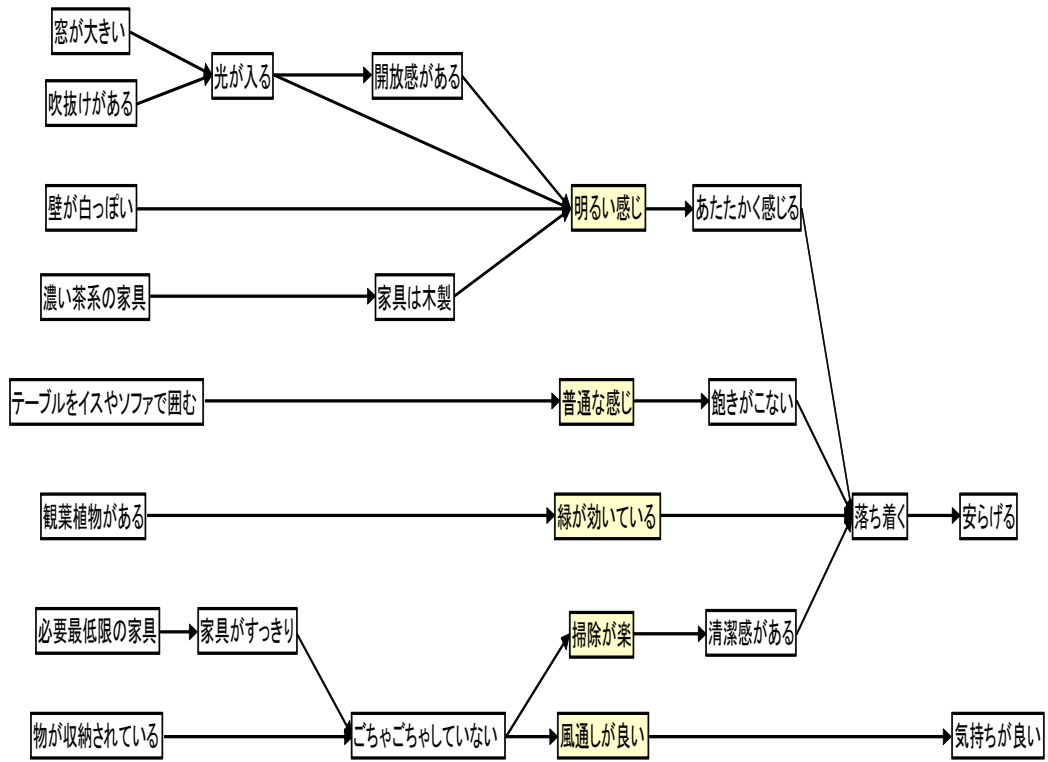 窓が大きい
吹抜けがある
光が入る
開放感がある
壁が白っぽい
明るい感じ
あたたかく感じる
濃い茶系の家具
家具は木製
テーブルをイスやソファで囲む
普通な感じ
飽きがこない
観葉植物がある
緑が効いている
落ち着く
安らげる
必要最低限の家具
家具がすっきり
掃除が楽
清潔感がある
物が収納されている
ごちゃごちゃしていない
風通しが良い
気持ちが良い